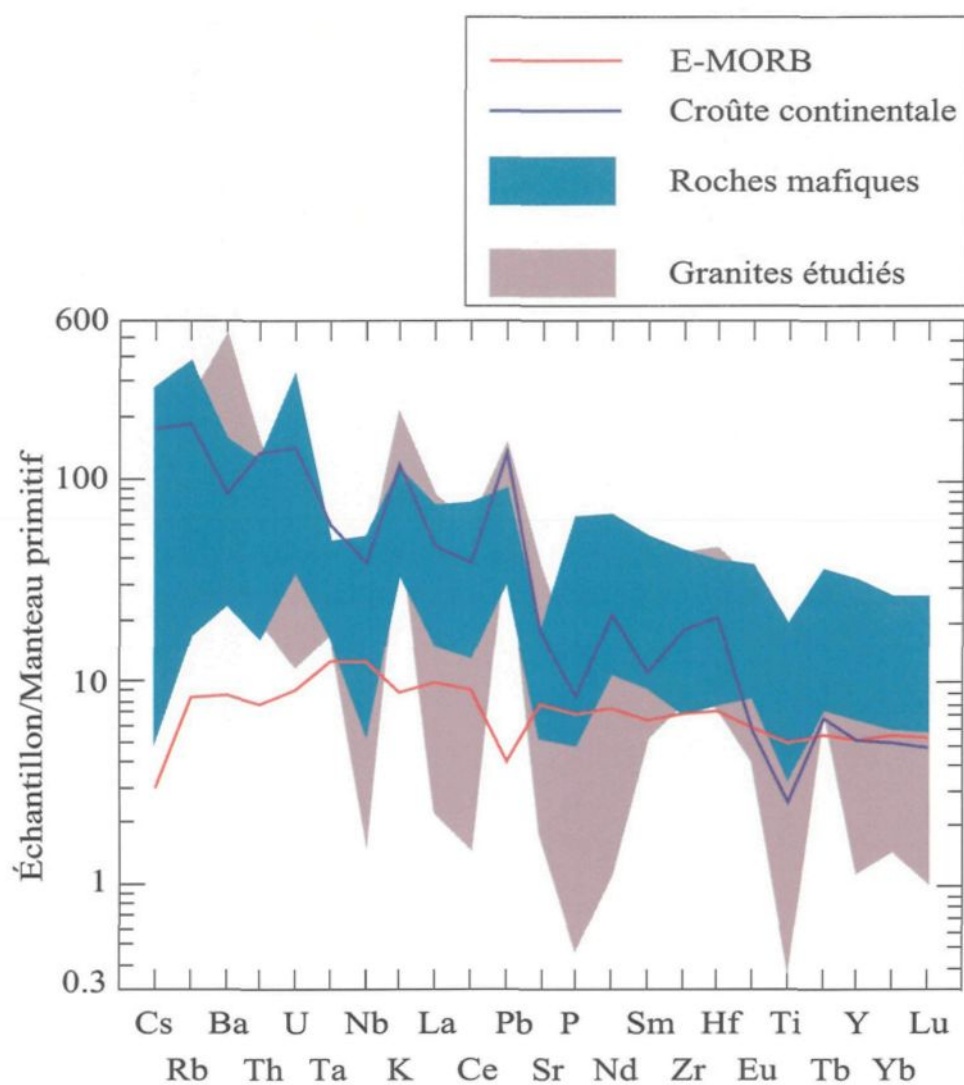 E-MORB
Croûte continentale
Roches mafiques
Granites étudiés
600
100
10
1
0.3
Échantillon/Manteau primitif
Cs Ba U Nb La Pb P Sm Hf Ti Y Lu
Rb Th Ta K Ce Sr Nd Zr Eu Tb Yb